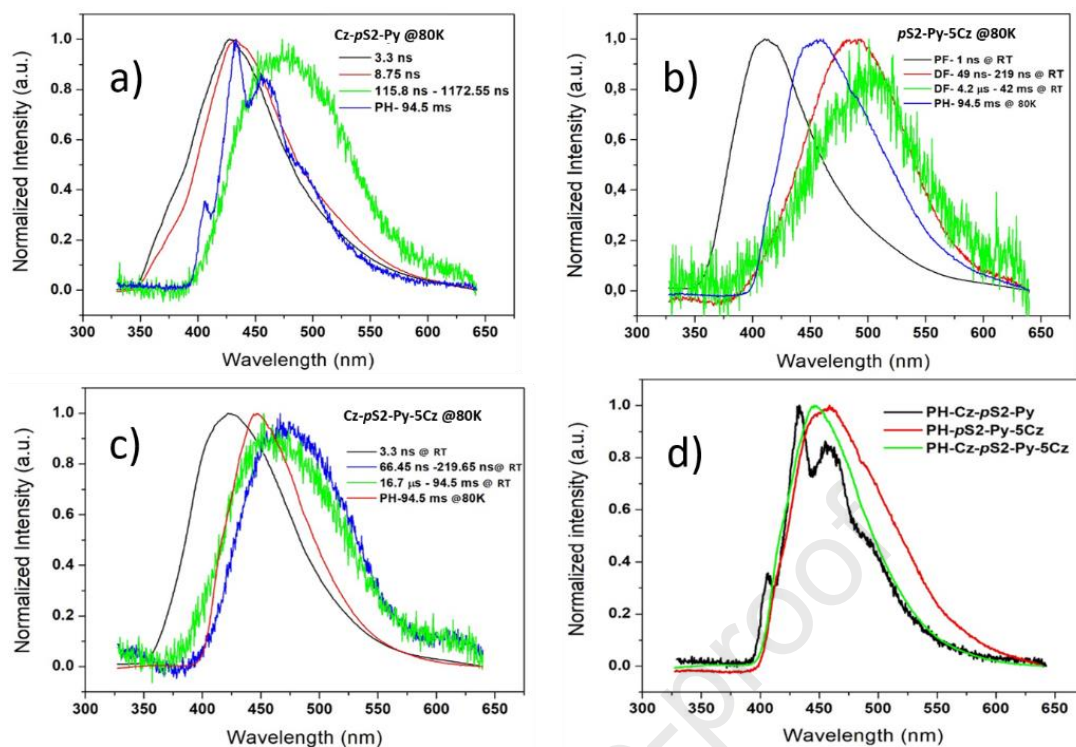 a)
Cz-pS2-Py @80K
3.3 ns
8.75 ns
115.8 ns - 1172.55 ns
PH- 94.5 ms
Normalized Intensity (a.u.)
1.0
0.8
0.6
0.4
0.2
0.0
300 350 400 450 500 550 600 650
Wavelength (nm)
b)
pS2-Py-5Cz @80K
PF- 1 ns @ RT
DF- 49 ns- 219 ns @ RT
DF- 4.2 µs - 42 ms @ RT
PH- 94.5 ms @ 80K
Normalized Intensity (a.u.)
1,0
0,8
0,6
0,4
0,2
0,0
300 350 400 450 500 550 600 650
Wavelength (nm)
c)
Cz-pS2-Py-5Cz @80K
3.3 ns @ RT
66.45 ns -219.65 ns@ RT
16.7 µs - 94.5 ms @ RT
PH-94.5 ms @80K
Normalized Intensity (a.u.)
1.0
0.8
0.6
0.4
0.2
0.0
300 350 400 450 500 550 600 650
Wavelength (nm)
d)
PH-Cz-pS2-Py
PH-pS2-Py-5Cz
PH-Cz-pS2-Py-5Cz
Normalized intensity (a.u.)
1.0
0.8
0.6
0.4
0.2
0.0
300 350 400 450 500 550 600 650
Wavelength (nm)
-proof